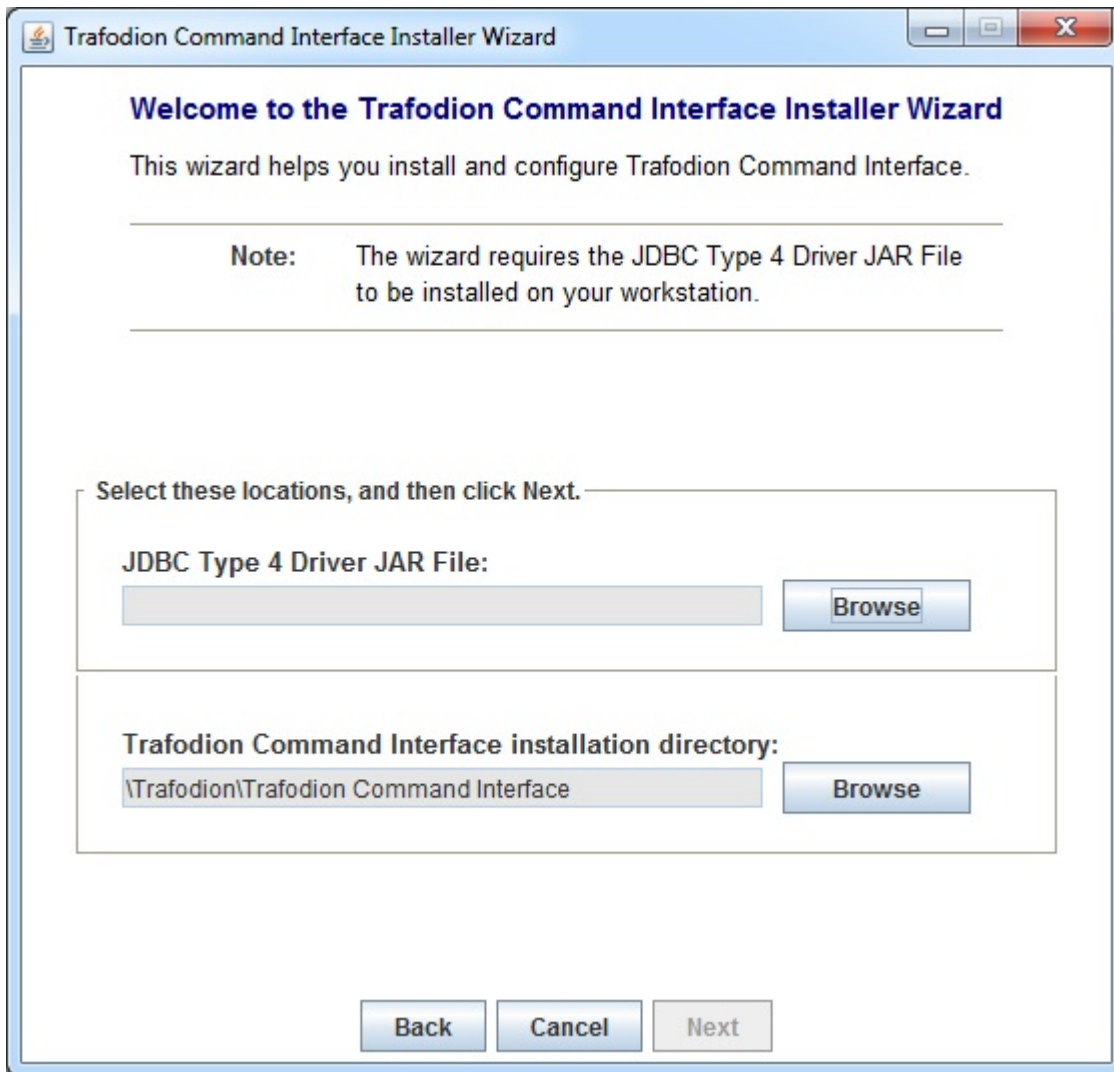 Trafodion Command Interface Installer Wizard
Welcome to the Trafodion Command Interface Installer Wizard
This wizard helps you install and configure Trafodion Command Interface.
Note: The wizard requires the JDBC Type 4 Driver JAR File
to be installed on your workstation.
Select these locations, and then click Next.
JDBC Type 4 Driver JAR File:
Browse
Trafodion Command Interface installation directory:
\Trafodion\Trafodion Command Interface Browse
Back Cancel Next